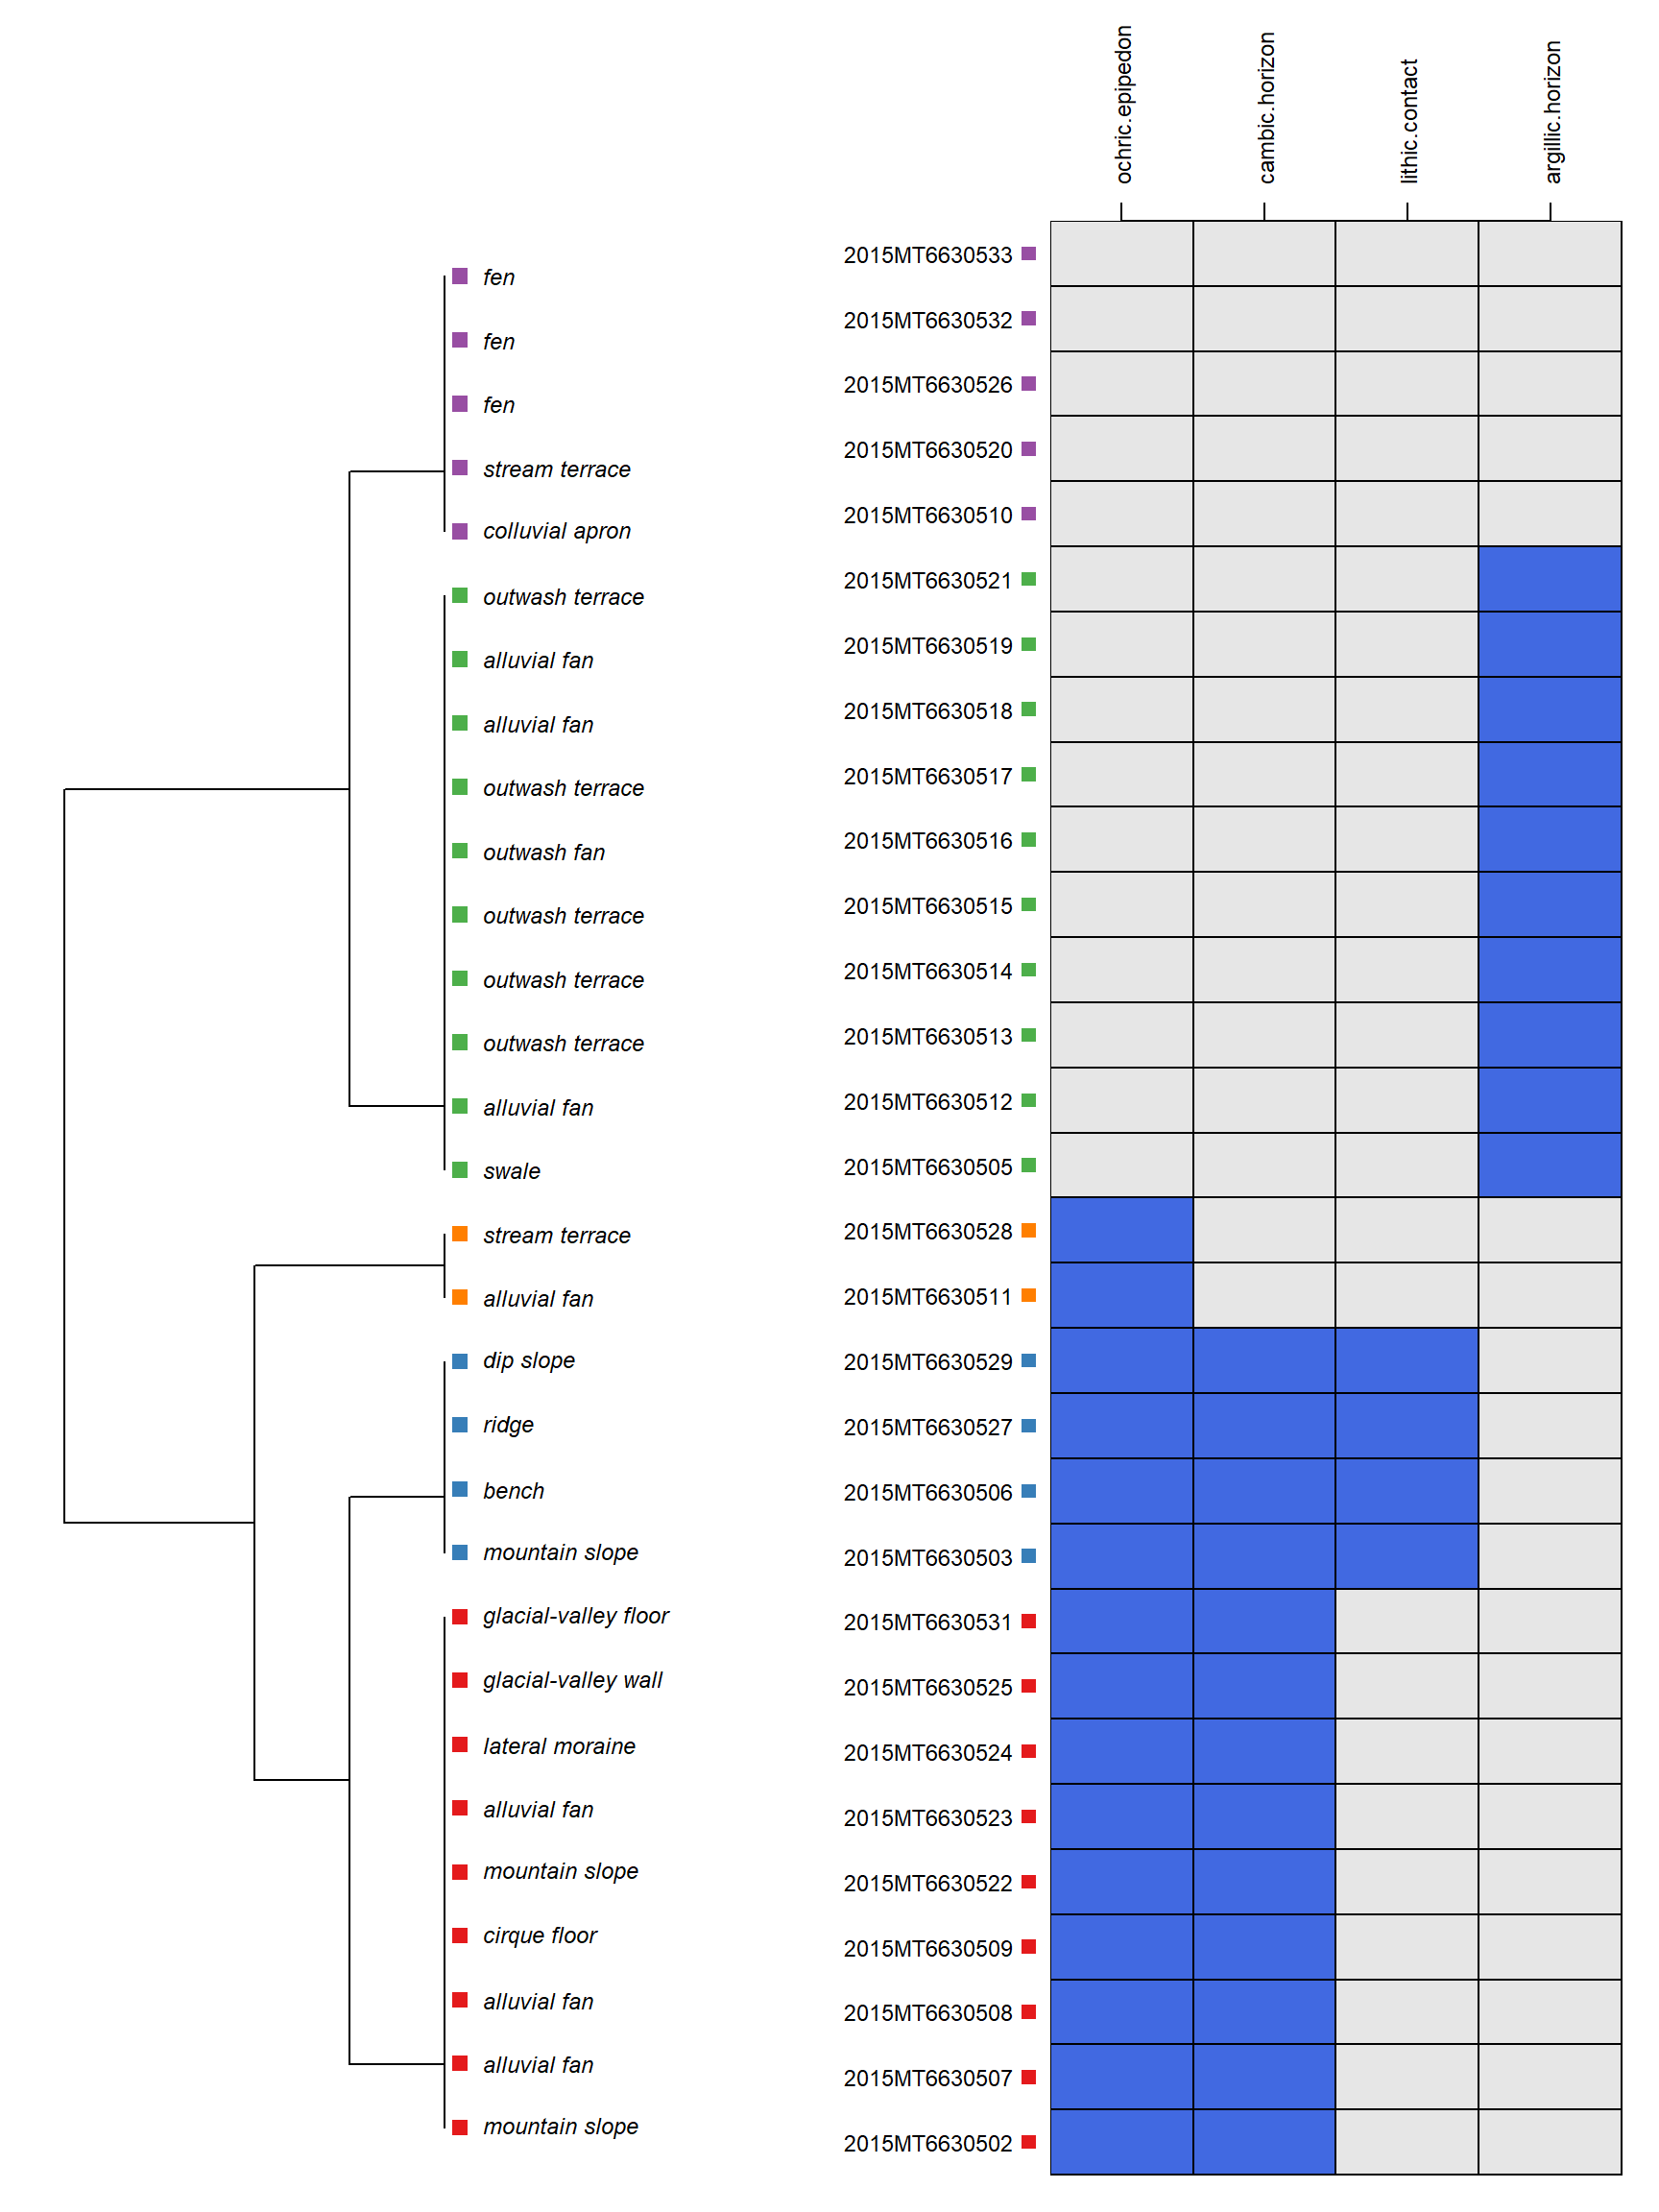 ochric.epipedon
cambic.horizon
lithic.contact
argillic.horizon
fen
fen
fen
stream terrace
colluvial apron
outwash terrace
alluvial fan
alluvial fan
outwash terrace
outwash fan
outwash terrace
outwash terrace
outwash terrace
alluvial fan
swale
stream terrace
alluvial fan
dip slope
ridge
bench
mountain slope
glacial-valley floor
glacial-valley wall
lateral moraine
alluvial fan
mountain slope
cirque floor
alluvial fan
alluvial fan
mountain slope
2015MT6630533
2015MT6630532
2015MT6630526
2015MT6630520
2015MT6630510
2015MT6630521
2015MT6630519
2015MT6630518
2015MT6630517
2015MT6630516
2015MT6630515
2015MT6630514
2015MT6630513
2015MT6630512
2015MT6630505
2015MT6630528
2015MT6630511
2015MT6630529
2015MT6630527
2015MT6630506
2015MT6630503
2015MT6630531
2015MT6630525
2015MT6630524
2015MT6630523
2015MT6630522
2015MT6630509
2015MT6630508
2015MT6630507
2015MT6630502